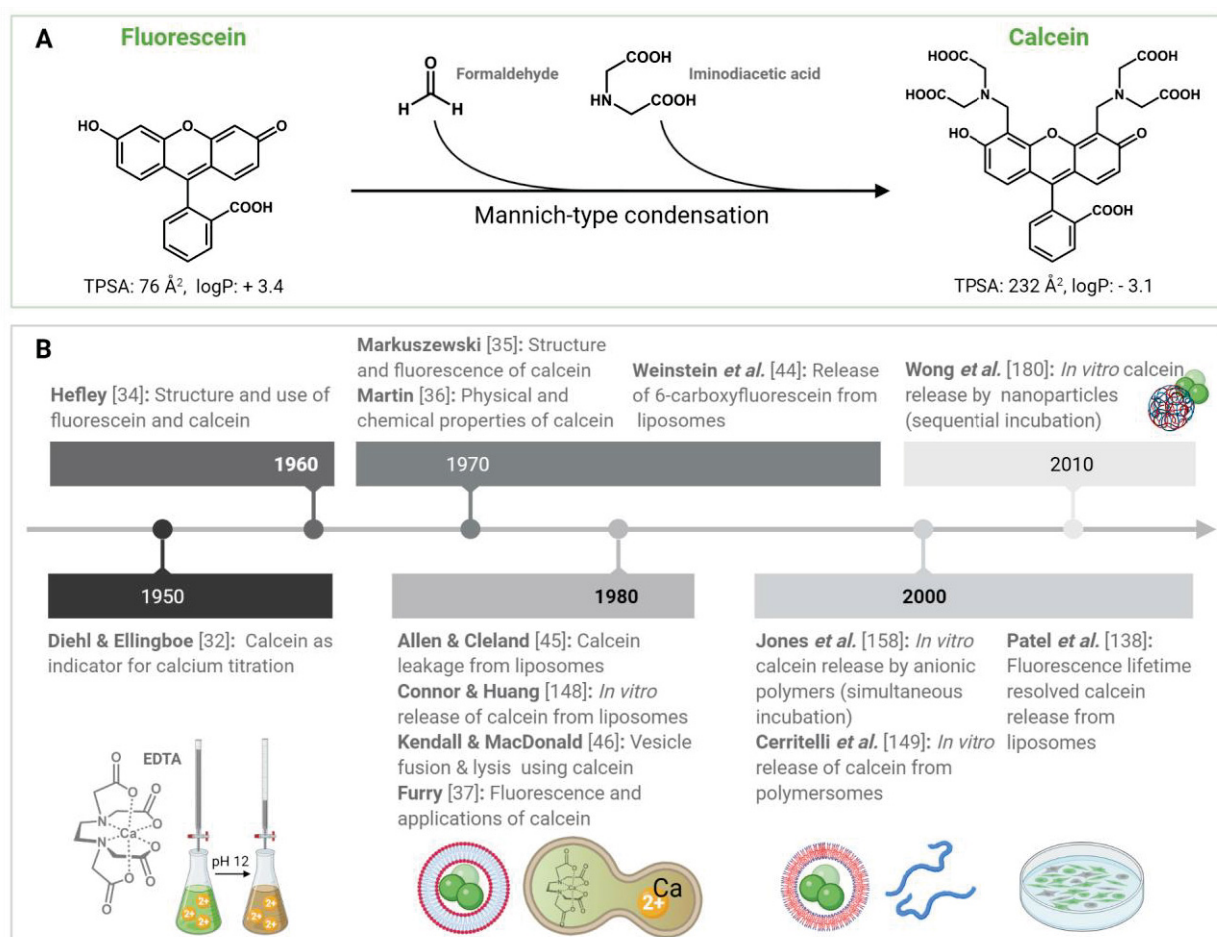 A
Fluorescein
Formaldehyde
O
H H
Iminodiacetic acid
COOH
HN COOH
Calcein
HO O O
COOH
TPSA: 76 Å², logP: + 3.4
Mannich-type condensation
HOOC COOH
HOOC N N COOH
HO O O
COOH
TPSA: 232 Å², logP: - 3.1
B
Hefley [34]: Structure and use of
fluorescein and calcein
Markuszewski [35]: Structure
and fluorescence of calcein
Martin [36]: Physical and
chemical properties of calcein
Weinstein et al. [44]: Release
of 6-carboxyfluorescein from
liposomes
Wong et al. [180]: In vitro calcein
release by nanoparticles
(sequential incubation)
1960
1970
2010
1950
1980
2000
Diehl & Ellingboe [32]: Calcein as
indicator for calcium titration
Allen & Cleland [45]: Calcein
leakage from liposomes
Connor & Huang [148]: In vitro
release of calcein from liposomes
Kendall & MacDonald [46]: Vesicle
fusion & lysis using calcein
Furry [37]: Fluorescence and
applications of calcein
Jones et al. [158]: In vitro
calcein release by anionic
polymers (simultaneous
incubation)
Cerritelli et al. [149]: In vitro
release of calcein from
polymersomes
Patel et al. [138]:
Fluorescence lifetime
resolved calcein
release from
liposomes
EDTA
O
O
N O
Ca
N O
O
O
pH 12
2+ 2+
2+
2+ 2+
2+
Ca
2+